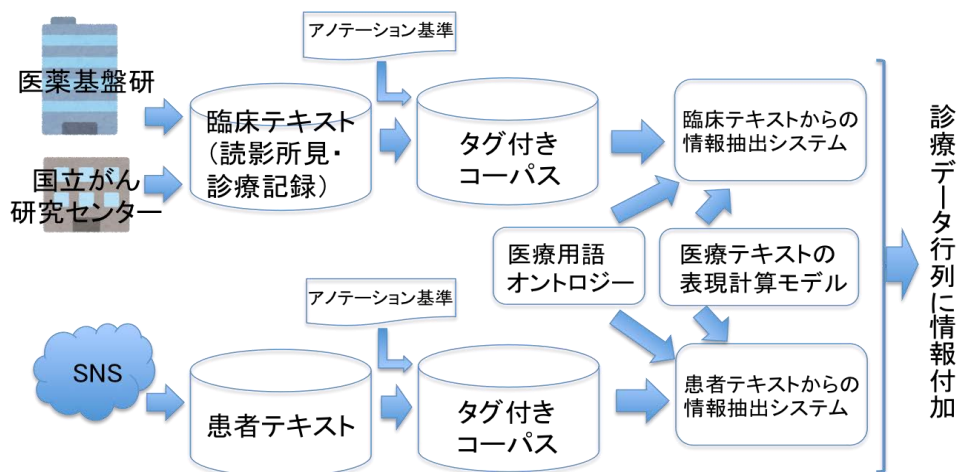 アノテーション基準
医薬基盤研
臨床テキスト
（読影所見・
診療記録）
タグ付き
コーパス
臨床テキストからの
情報抽出システム
国立がん
研究センター
医療用語
オントロジー
医療テキストの
表現計算モデル
アノテーション基準
SNS
患者テキスト
タグ付き
コーパス
患者テキストからの
情報抽出システム
診療データ行列に情報付加